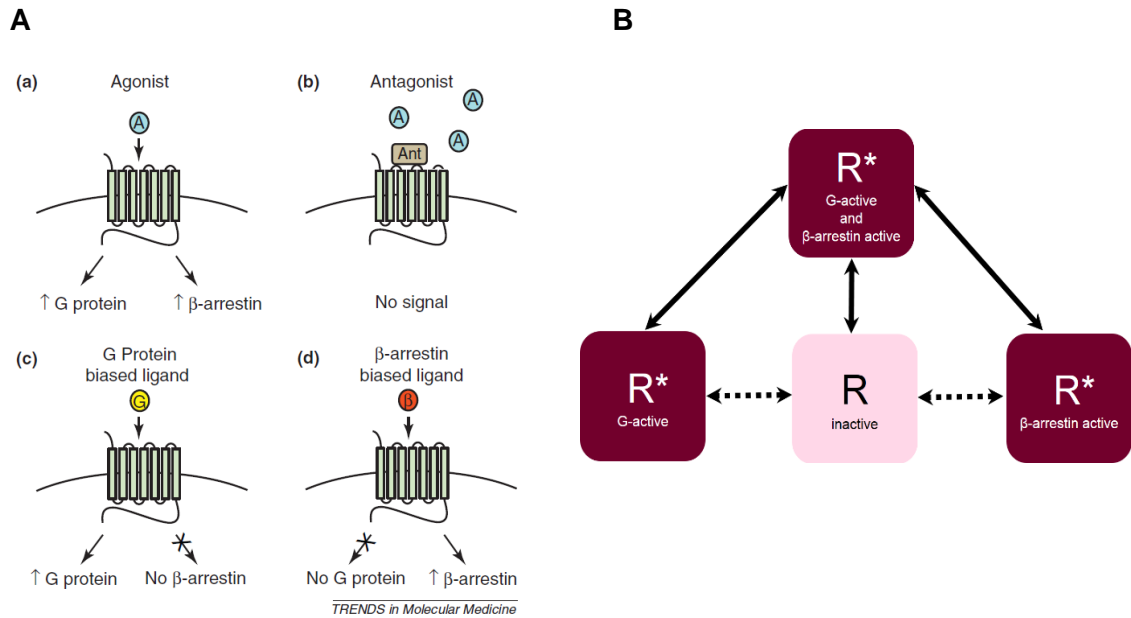 A
B
(a)
Agonist
A
↑ G protein
↑ β-arrestin
(b)
Antagonist
A
A
A
Ant
No signal
(c)
G Protein
biased ligand
G
↑ G protein
No β-arrestin
(d)
β-arrestin
biased ligand
β
No G protein
↑ β-arrestin
TRENDS in Molecular Medicine
R*
G-active
and
β-arrestin active
R*
G-active
R
inactive
R*
β-arrestin active